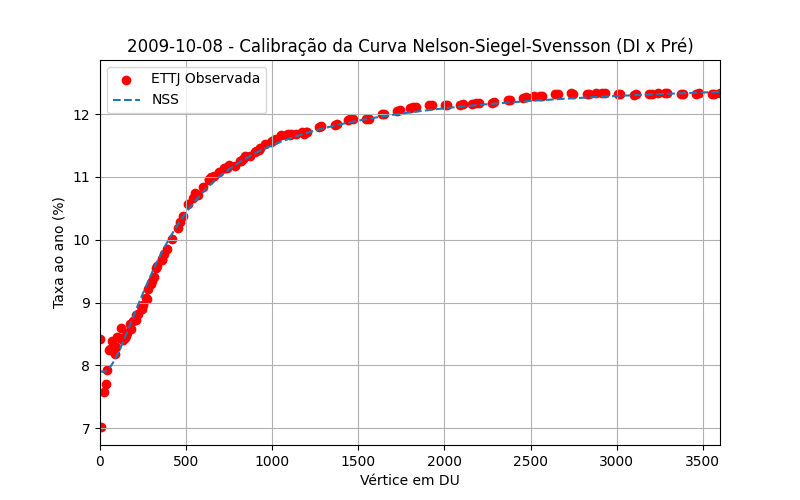 2009-10-08 - Calibração da Curva Nelson-Siegel-Svensson (DI x Pré)
ETTJ Observada
NSS
Taxa ao ano (%)
12
11
10
9
8
7
0 500 1000 1500 2000 2500 3000 3500
Vértice em DU